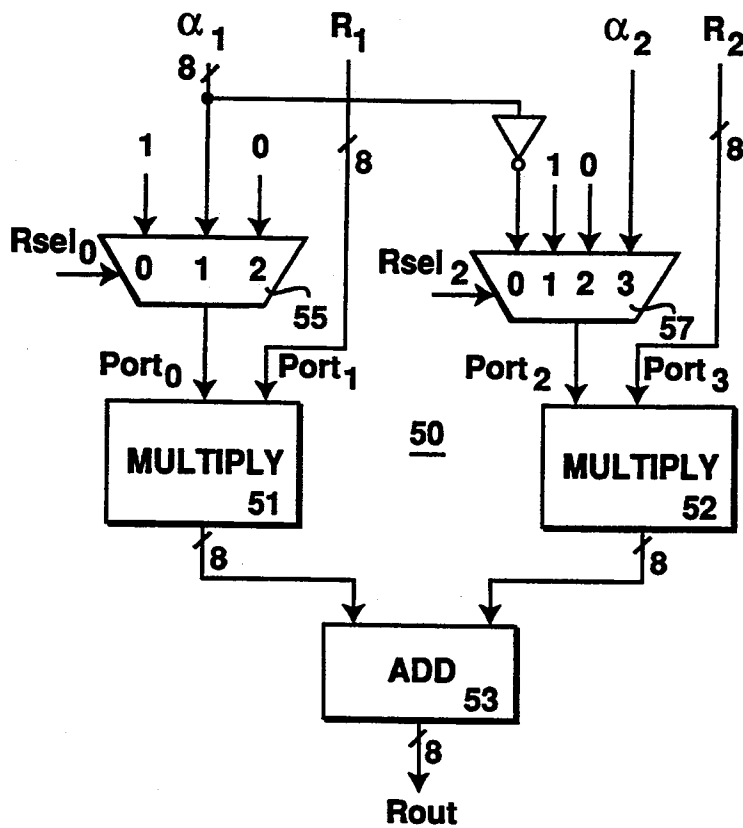 α₁ R₁ α₂ R₂
8 8 8
1 0 1 0
Rsel₀ 0 1 2 55
Rsel₂ 0 1 2 3 57
Port₀ Port₁ Port₂ Port₃
MULTIPLY 51
50
MULTIPLY 52
8 8
ADD 53
8
Rout